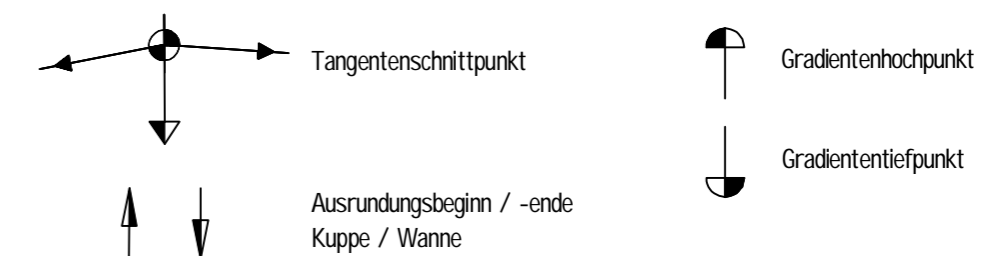 Tangentenschnittpunkt
Ausrundungsbeginn / -ende
Kuppe / Wanne
Gradientenhochpunkt
Gradiententiefpunkt